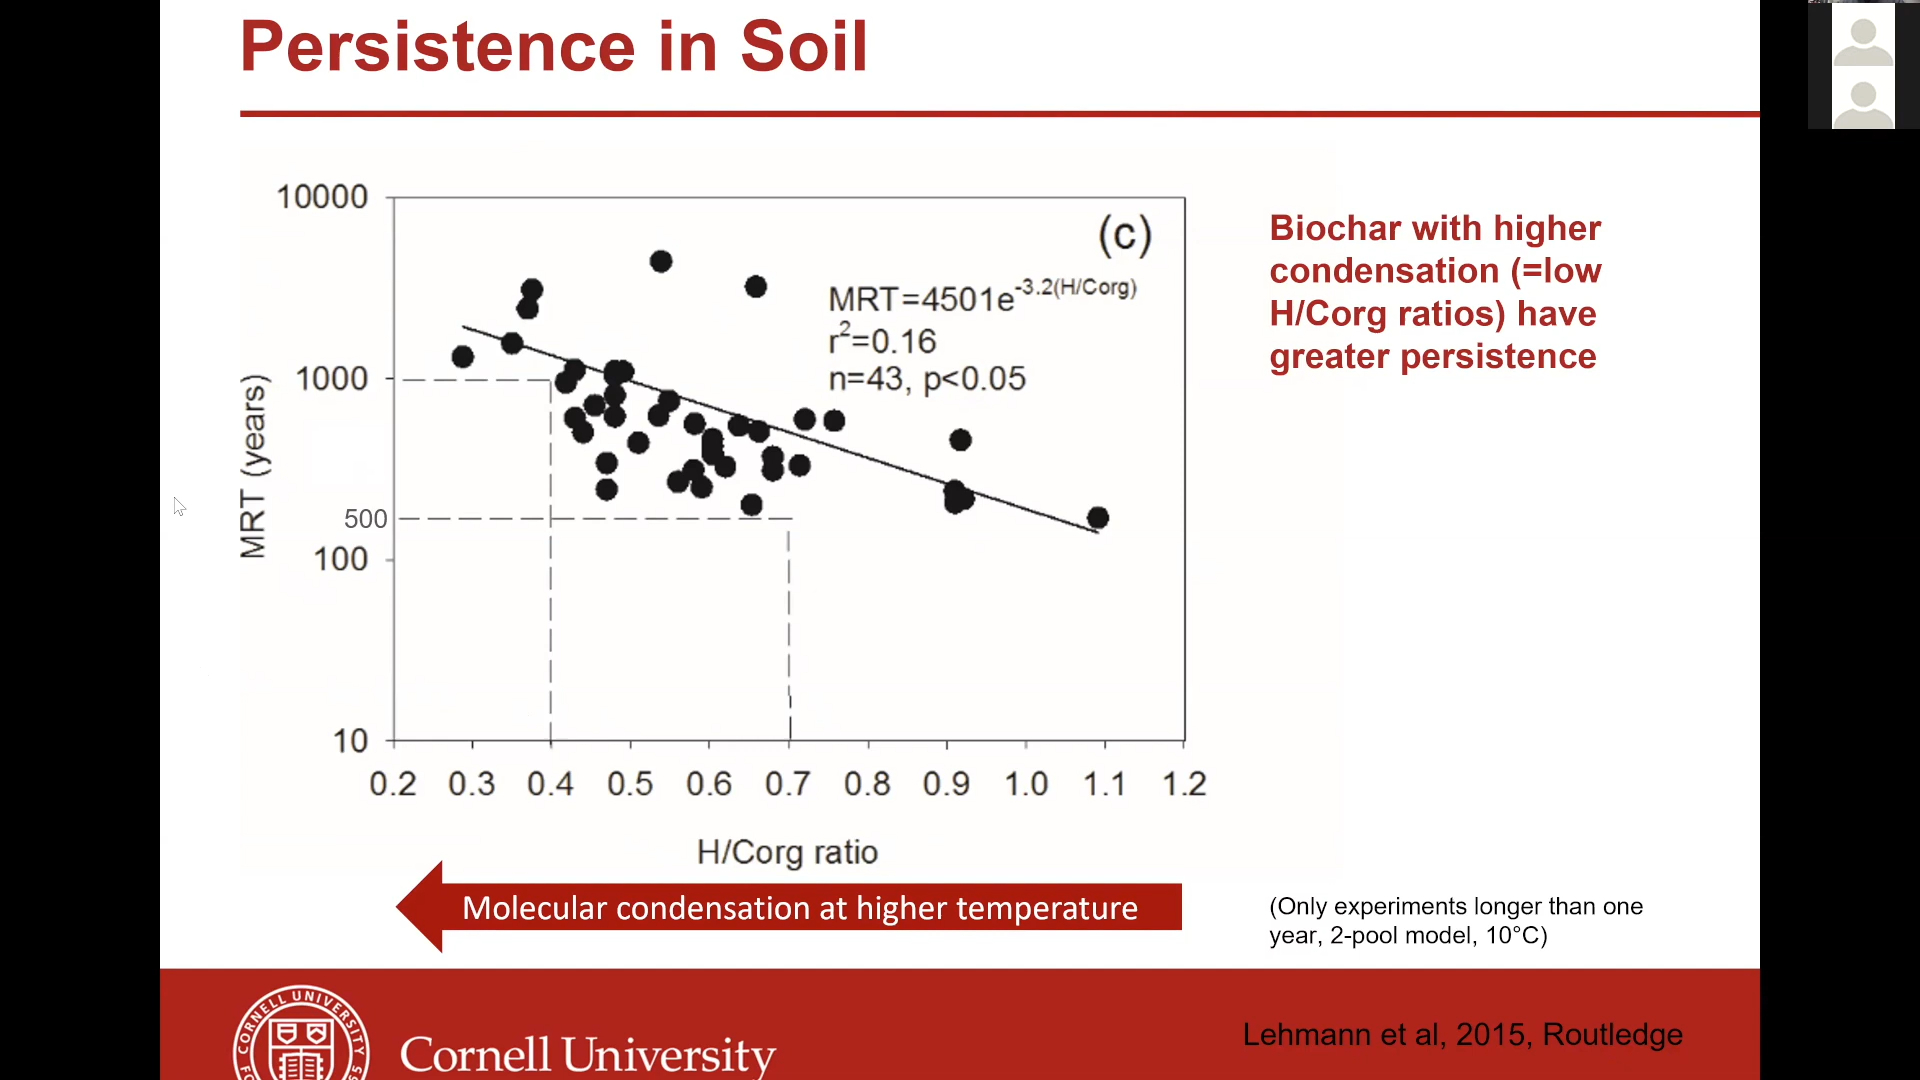 Persistence in Soil
10000
1000
500
100
10
MRT (years)
(c)
MRT=4501e-3.2(H/Corg)
r2=0.16
n=43, p<0.05
0.2 0.3 0.4 0.5 0.6 0.7 0.8 0.9 1.0 1.1 1.2
H/Corg ratio
Molecular condensation at higher temperature
Biochar with higher
condensation (=low
H/Corg ratios) have
greater persistence
(Only experiments longer than one
year, 2-pool model, 10°C)
CORNELL UNIVERSITY
Cornell University
Lehmann et al, 2015, Routledge